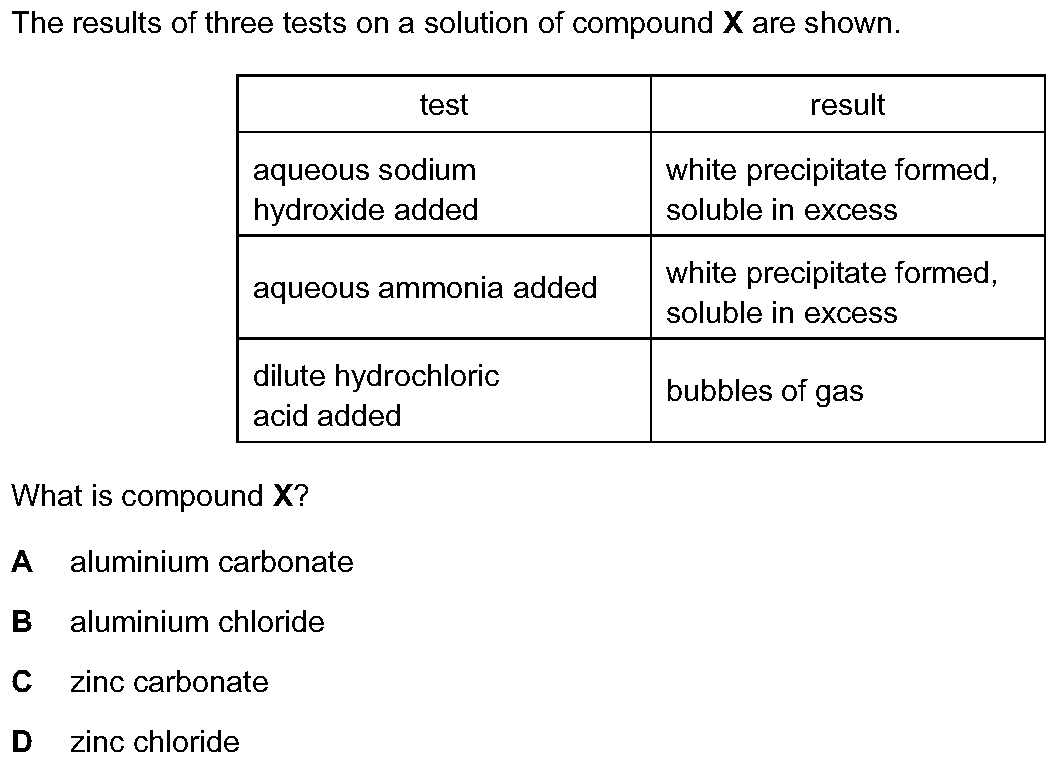 The results of three tests on a solution of compound X are shown.
test
result
aqueous sodium
hydroxide added
white precipitate formed,
soluble in excess
aqueous ammonia added
white precipitate formed,
soluble in excess
dilute hydrochloric
acid added
bubbles of gas
What is compound X?
A aluminium carbonate
B aluminium chloride
C zinc carbonate
D zinc chloride